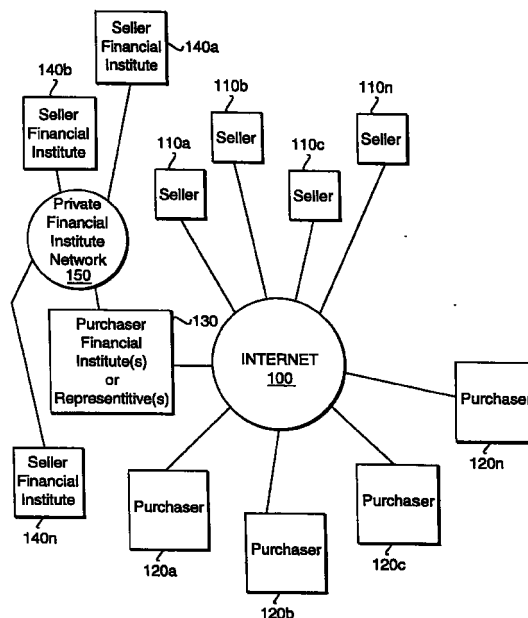 Seller
Financial
Institute
140a
140b
Seller
Financial
Institute
110b
Seller
110n
Seller
110a
Seller
110c
Seller
Private
Financial
Institute
Network
150
130
Purchaser
Financial
Institute(s)
or
Representitive(s)
INTERNET
100
Purchaser
120n
Seller
Financial
Institute
140n
Purchaser
120a
Purchaser
120b
Purchaser
120c